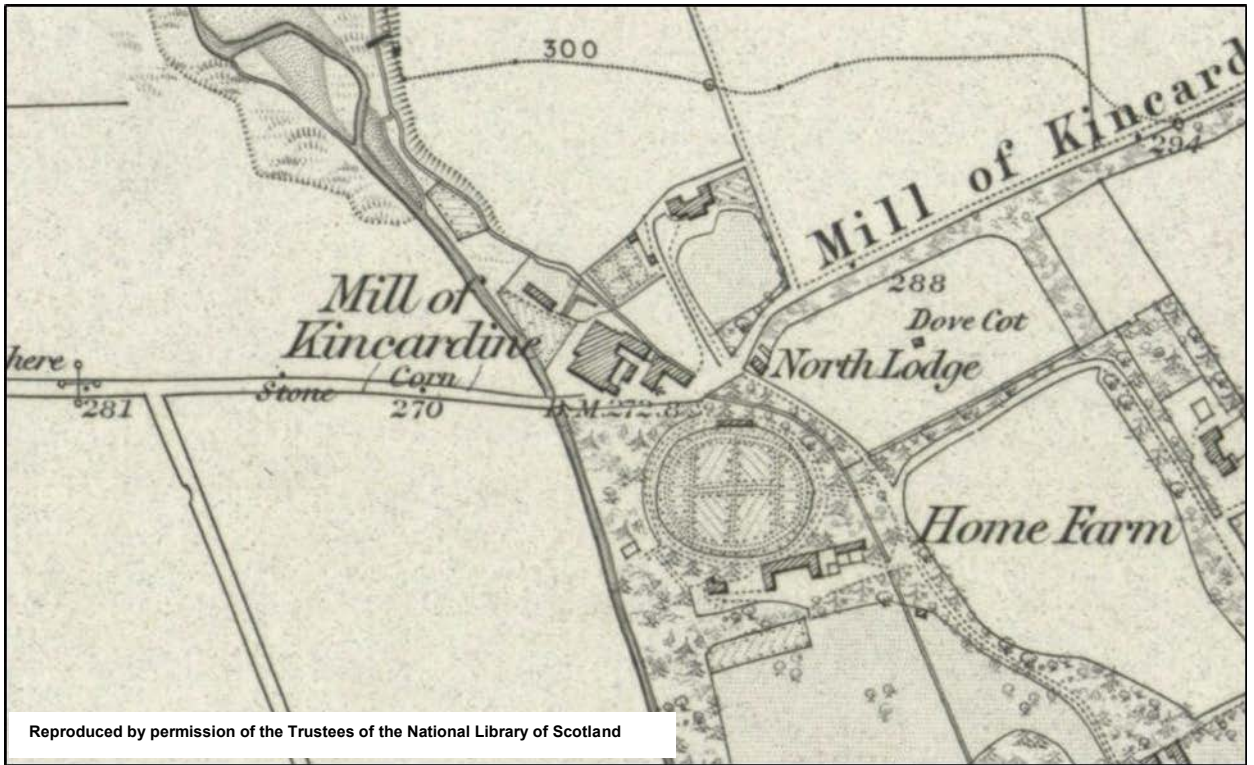 300
Mill of Kincard
294
288
Mill of
Kincardine
Dove Cot
North Lodge
here
Stone
Corn
281
270
B.M.272.8
Home Farm
Reproduced by permission of the Trustees of the National Library of Scotland